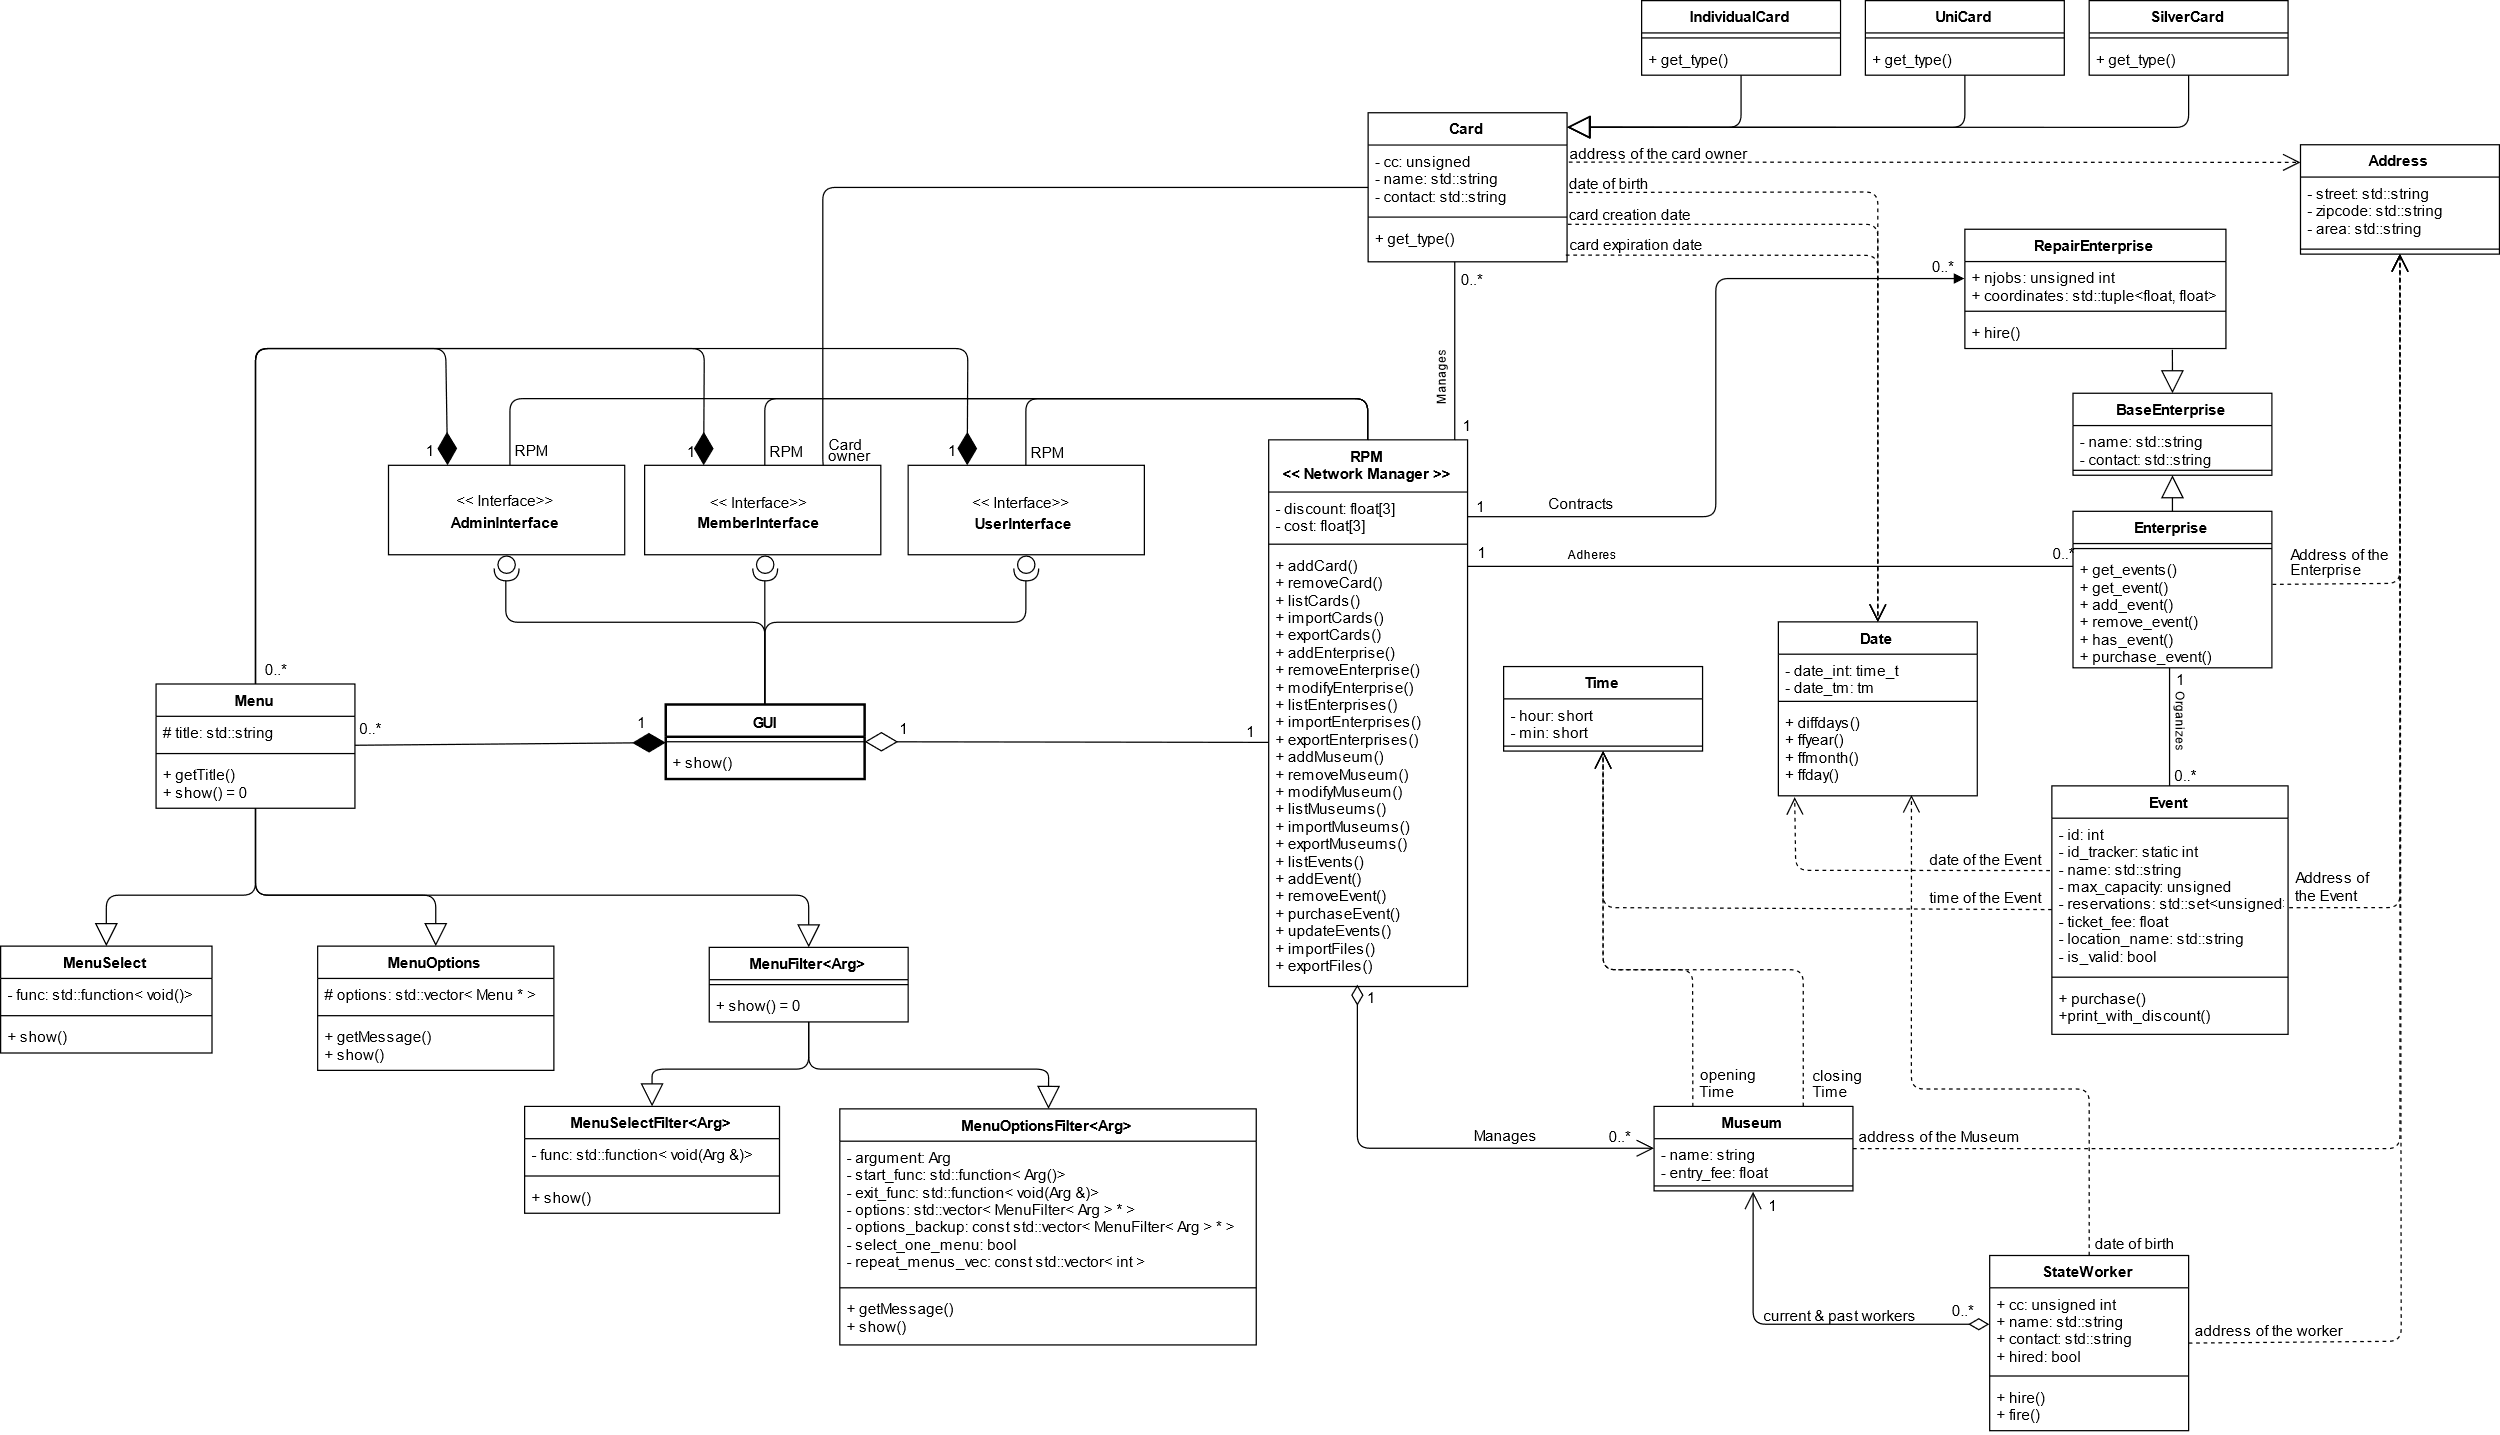 IndividualCard
+ get_type()
UniCard
+ get_type()
SilverCard
+ get_type()
Card
- cc: unsigned
- name: std::string
- contact: std::string
+ get_type()
address of the card owner
date of birth
card creation date
card expiration date
Address
- street: std::string
- zipcode: std::string
- area: std::string
RepairEnterprise
+ njobs: unsigned int
+ coordinates: std::tuple<float, float>
+ hire()
0..*
0..*
Manages
1
BaseEnterprise
- name: std::string
- contact: std::string
1
RPM
1
RPM
Card
owner
1
RPM
<< Interface>>
AdminInterface
<< Interface>>
MemberInterface
<< Interface>>
UserInterface
RPM
<< Network Manager >>
- discount: float[3]
- cost: float[3]
+ addCard()
+ removeCard()
+ listCards()
+ importCards()
+ exportCards()
+ addEnterprise()
+ removeEnterprise()
+ modifyEnterprise()
+ listEnterprises()
+ importEnterprises()
+ exportEnterprises()
+ addMuseum()
+ removeMuseum()
+ modifyMuseum()
+ listMuseums()
+ importMuseums()
+ exportMuseums()
+ listEvents()
+ addEvent()
+ removeEvent()
+ purchaseEvent()
+ updateEvents()
+ importFiles()
+ exportFiles()
1
Contracts
1
Adheres
0..*
Enterprise
+ get_events()
+ get_event()
+ add_event()
+ remove_event()
+ has_event()
+ purchase_event()
Address of the
Enterprise
1
Organizes
0..*
Date
- date_int: time_t
- date_tm: tm
+ diffdays()
+ ffyear()
+ ffmonth()
+ ffday()
Time
- hour: short
- min: short
0..*
Menu
# title: std::string
+ getTitle()
+ show() = 0
0..*
1
GUI
+ show()
1
1
Event
- id: int
- id_tracker: static int
- name: std::string
- max_capacity: unsigned
- reservations: std::set<unsigned
- ticket_fee: float
- location_name: std::string
- is_valid: bool
+ purchase()
+print_with_discount()
date of the Event
time of the Event
Address of
the Event
MenuSelect
- func: std::function< void()>
+ show()
MenuOptions
# options: std::vector< Menu * >
+ getMessage()
+ show()
MenuFilter<Arg>
+ show() = 0
1
Manages
0..*
opening
Time
closing
Time
MenuSelectFilter<Arg>
- func: std::function< void(Arg &)>
+ show()
MenuOptionsFilter<Arg>
- argument: Arg
- start_func: std::function< Arg()>
- exit_func: std::function< void(Arg &)>
- options: std::vector< MenuFilter< Arg > * >
- options_backup: const std::vector< MenuFilter< Arg > * >
- select_one_menu: bool
- repeat_menus_vec: const std::vector< int >
+ getMessage()
+ show()
Museum
- name: string
- entry_fee: float
address of the Museum
1
date of birth
StateWorker
+ cc: unsigned int
+ name: std::string
+ contact: std::string
+ hired: bool
+ hire()
+ fire()
current & past workers
0..*
address of the worker